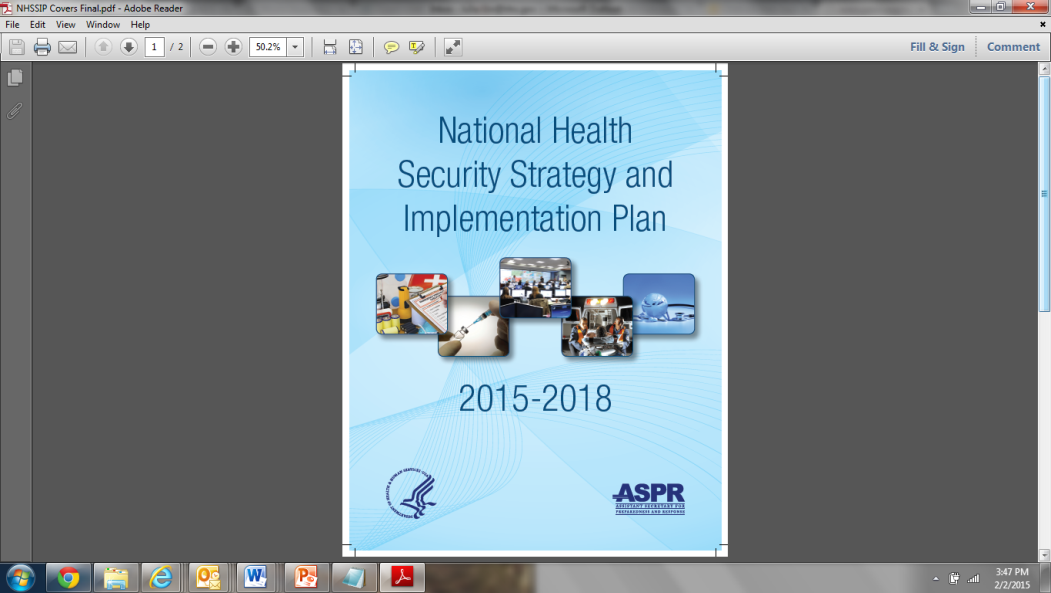 NHSSIP Covers Final.pdf - Adobe Reader
File Edit View Window Help
1 / 2
50.2%
Fill & Sign
Comment
National Health
Security Strategy and
Implementation Plan
2015-2018
ASPR
ASSISTANT SECRETARY FOR
PREPAREDNESS AND RESPONSE
3:47 PM
2/2/2015